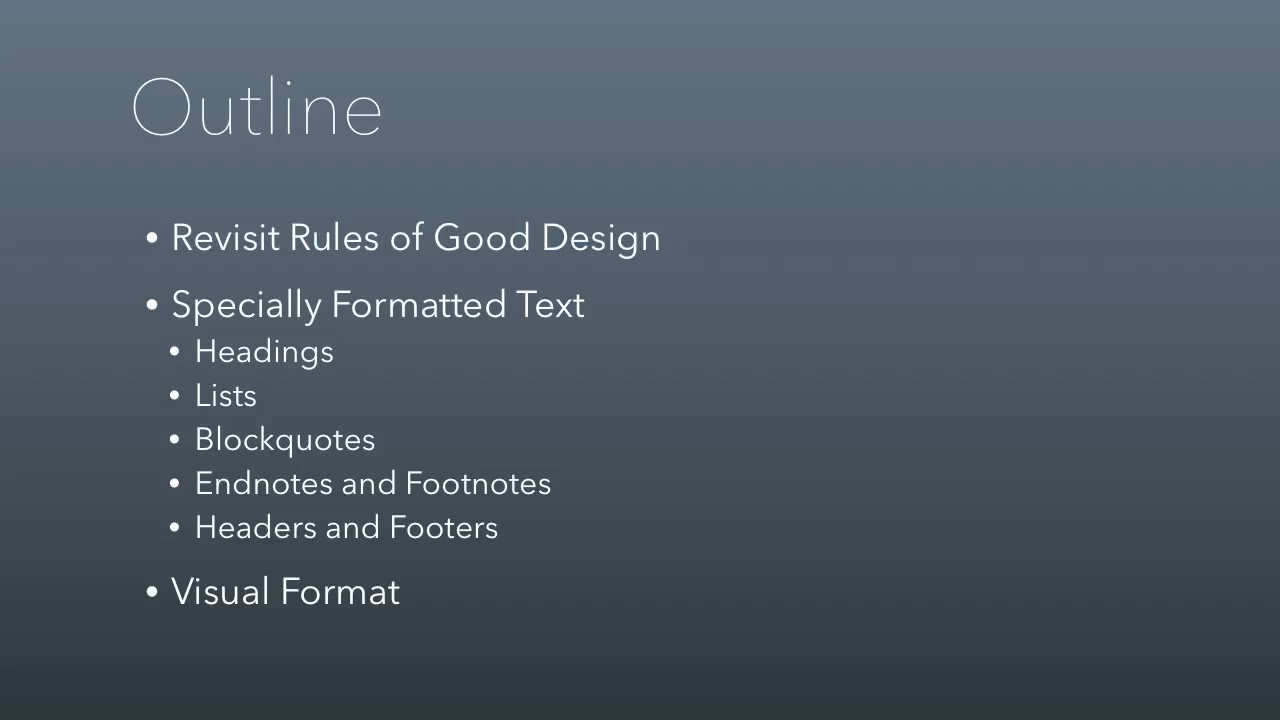 Outline
• Revisit Rules of Good Design
• Specially Formatted Text
• Headings
• Lists
• Blockquotes
• Endnotes and Footnotes
• Headers and Footers
• Visual Format